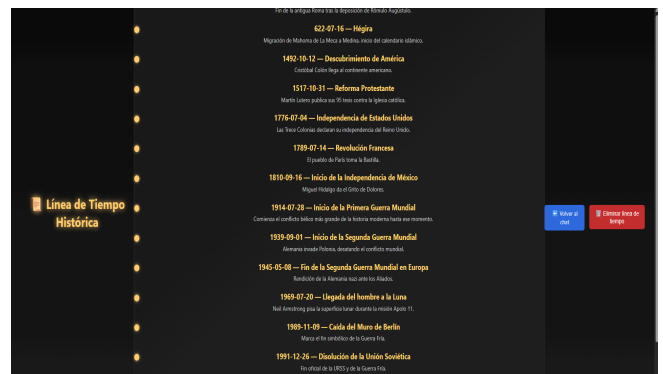 Fin de la antigua Roma tras la deposición de Rómulo Augústulo.
622-07-16 — Hégira
Migración de Mahoma de La Meca a Medina, inicio del calendario islámico.
1492-10-12 — Descubrimiento de América
Cristóbal Colón llega al continente americano.
1517-10-31 — Reforma Protestante
Martín Lutero publica sus 95 tesis contra la Iglesia católica.
1776-07-04 — Independencia de Estados Unidos
Las Trece Colonias declaran su independencia del Reino Unido.
1789-07-14 — Revolución Francesa
El pueblo de París toma la Bastilla.
1810-09-16 — Inicio de la Independencia de México
Miguel Hidalgo da el Grito de Dolores.
Línea de Tiempo
Histórica
1914-07-28 — Inicio de la Primera Guerra Mundial
Comienza el conflicto bélico más grande de la historia moderna hasta ese momento.
Volver al
chat
Eliminar línea de
tiempo
1939-09-01 — Inicio de la Segunda Guerra Mundial
Alemania invade Polonia, desatando el conflicto mundial.
1945-05-08 — Fin de la Segunda Guerra Mundial en Europa
Rendición de la Alemania nazi ante los Aliados.
1969-07-20 — Llegada del hombre a la Luna
Neil Armstrong pisa la superficie lunar durante la misión Apolo 11.
1989-11-09 — Caída del Muro de Berlín
Marca el fin simbólico de la Guerra Fría.
1991-12-26 — Disolución de la Unión Soviética
Fin oficial de la URSS y de la Guerra Fría.